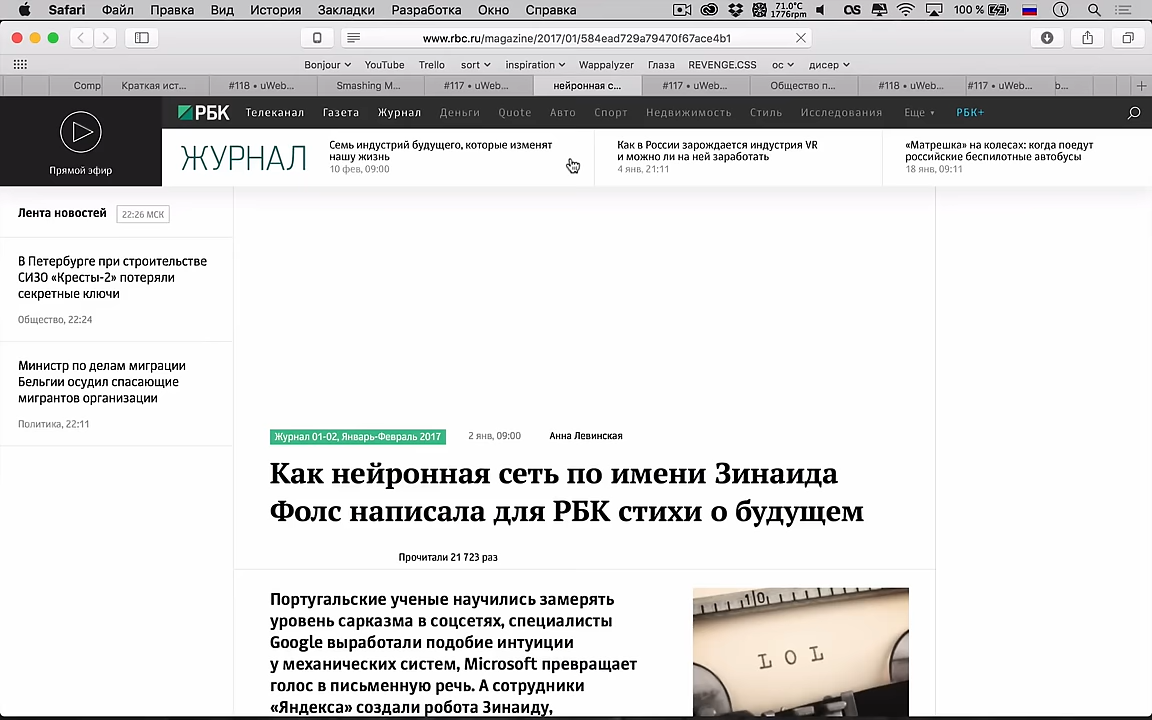 Safari Файл Правка Вид История Закладки Разработка Окно Справка
71.0°C
1776rpm
100 %
www.rbc.ru/magazine/2017/01/584ead729a79470f67ace4b1
Bonjour YouTube Trello sort inspiration Wappalyzer Глаза REVENGE.CSS ос дисер
Comp Краткая ист... #118 • uWeb... Smashing M... #117 • uWeb... нейронная с... #117 • uWeb... Общество п... #118 • uWeb... #117 • uWeb... b...
Прямой эфир
РБК Телеканал Газета Журнал Деньги Quote Авто Спорт Недвижимость Стиль Исследования Еще РБК+
ЖУРНАЛ
Семь индустрий будущего, которые изменят
нашу жизнь
10 фев, 09:00
Как в России зарождается индустрия VR
и можно ли на ней заработать
4 янв, 21:11
«Матрешка» на колесах: когда поедут
российские беспилотные автобусы
18 янв, 09:11
Лента новостей 22:26 МСК
В Петербурге при строительстве
СИЗО «Кресты-2» потеряли
секретные ключи
Общество, 22:24
Министр по делам миграции
Бельгии осудил спасающие
мигрантов организации
Политика, 22:11
Журнал 01-02, Январь-Февраль 2017 2 янв, 09:00 Анна Левинская
Как нейронная сеть по имени Зинаида
Фолс написала для РБК стихи о будущем
Прочитали 21 723 раз
Португальские ученые научились замерять
уровень сарказма в соцсетях, специалисты
Google выработали подобие интуиции
у механических систем, Microsoft превращает
голос в письменную речь. А сотрудники
«Яндекса» создали робота Зинаиду,
LOL